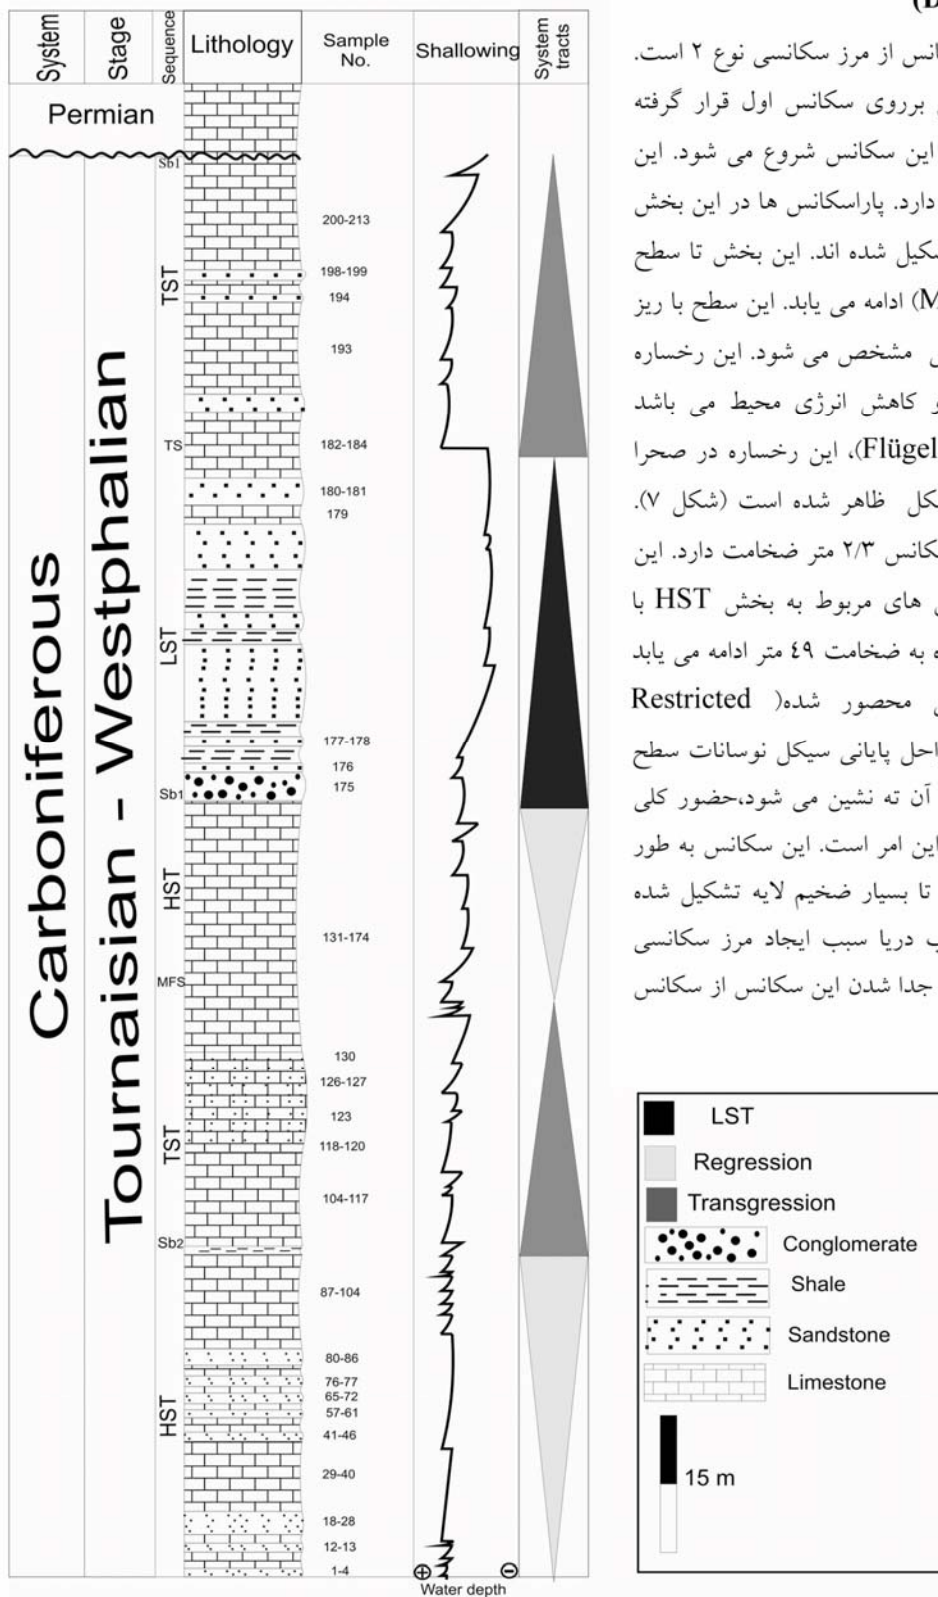 System
Stage
Sequence
Lithology
Sample No.
Shallowing
System tracts
Permian
Carboniferous
Tournaisian - Westphalian
Sb1
TST
TS
LST
Sb1
HST
MFS
TST
Sb2
HST
200-213
198-199
194
193
182-184
180-181
179
177-178
176
175
131-174
130
126-127
123
118-120
104-117
87-104
80-86
76-77
65-72
57-61
41-46
29-40
18-28
12-13
1-4
+ −
Water depth
(D
انس از مرز سکانسی نوع ۲ است.
برروی سکانس اول قرار گرفته
این سکانس شروع می شود. این
دارد. پاراسکانس ها در این بخش
شکیل شده اند. این بخش تا سطح
M) ادامه می یابد. این سطح با ریز
مشخص می شود. این رخساره
و کاهش انرژی محیط می باشد
Flügel)، این رخساره در صحرا
کل ظاهر شده است (شکل ۷).
کانس ۲/۳ متر ضخامت دارد. این
های مربوط به بخش HST با
ه به ضخامت ٤٩ متر ادامه می یابد
محصور شده( Restricted
احل پایانی سیکل نوسانات سطح
آن ته نشین می شود،حضور کلی
این امر است. این سکانس به طور
تا بسیار ضخیم لایه تشکیل شده
ب دریا سبب ایجاد مرز سکانسی
جدا شدن این سکانس از سکانس
LST
Regression
Transgression
Conglomerate
Shale
Sandstone
Limestone
15 m